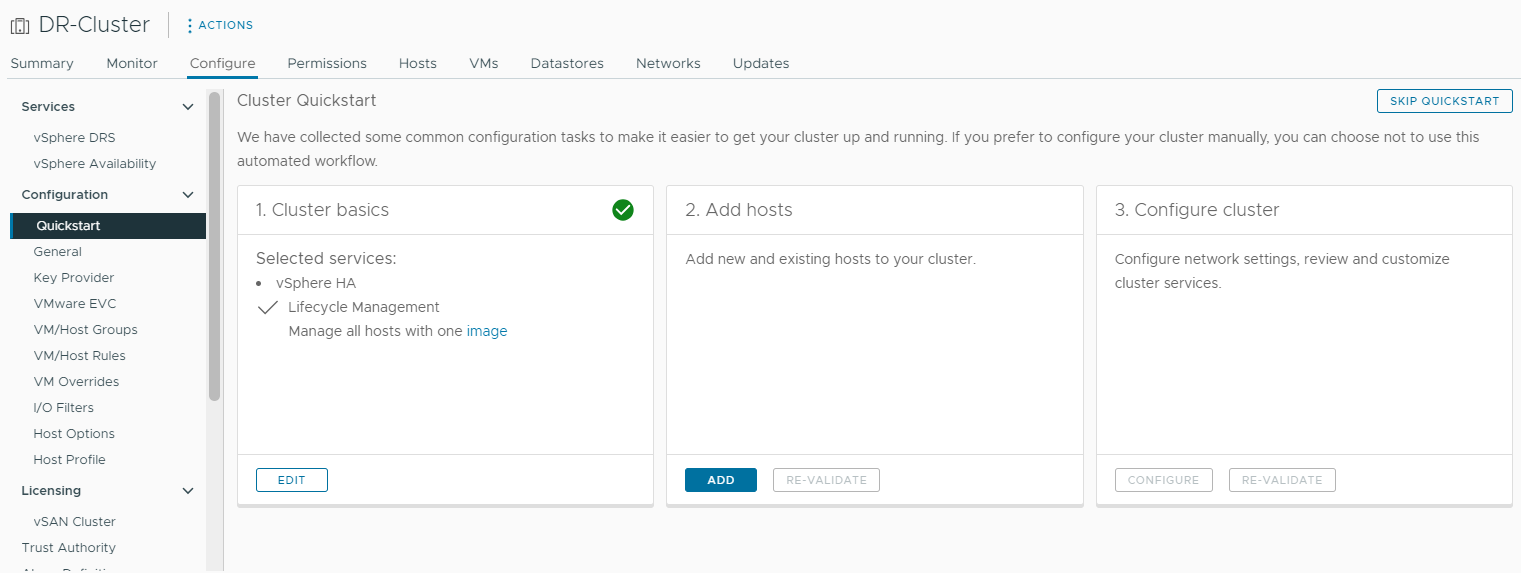 DR-Cluster
ACTIONS
Summary Monitor Configure Permissions Hosts VMs Datastores Networks Updates
Services
vSphere DRS
vSphere Availability
Configuration
Quickstart
General
Key Provider
VMware EVC
VM/Host Groups
VM/Host Rules
VM Overrides
I/O Filters
Host Options
Host Profile
Licensing
vSAN Cluster
Trust Authority
Cluster Quickstart
SKIP QUICKSTART
We have collected some common configuration tasks to make it easier to get your cluster up and running. If you prefer to configure your cluster manually, you can choose not to use this
automated workflow.
1. Cluster basics
Selected services:
• vSphere HA
Lifecycle Management
Manage all hosts with one image
EDIT
2. Add hosts
Add new and existing hosts to your cluster.
ADD RE-VALIDATE
3. Configure cluster
Configure network settings, review and customize
cluster services.
CONFIGURE RE-VALIDATE